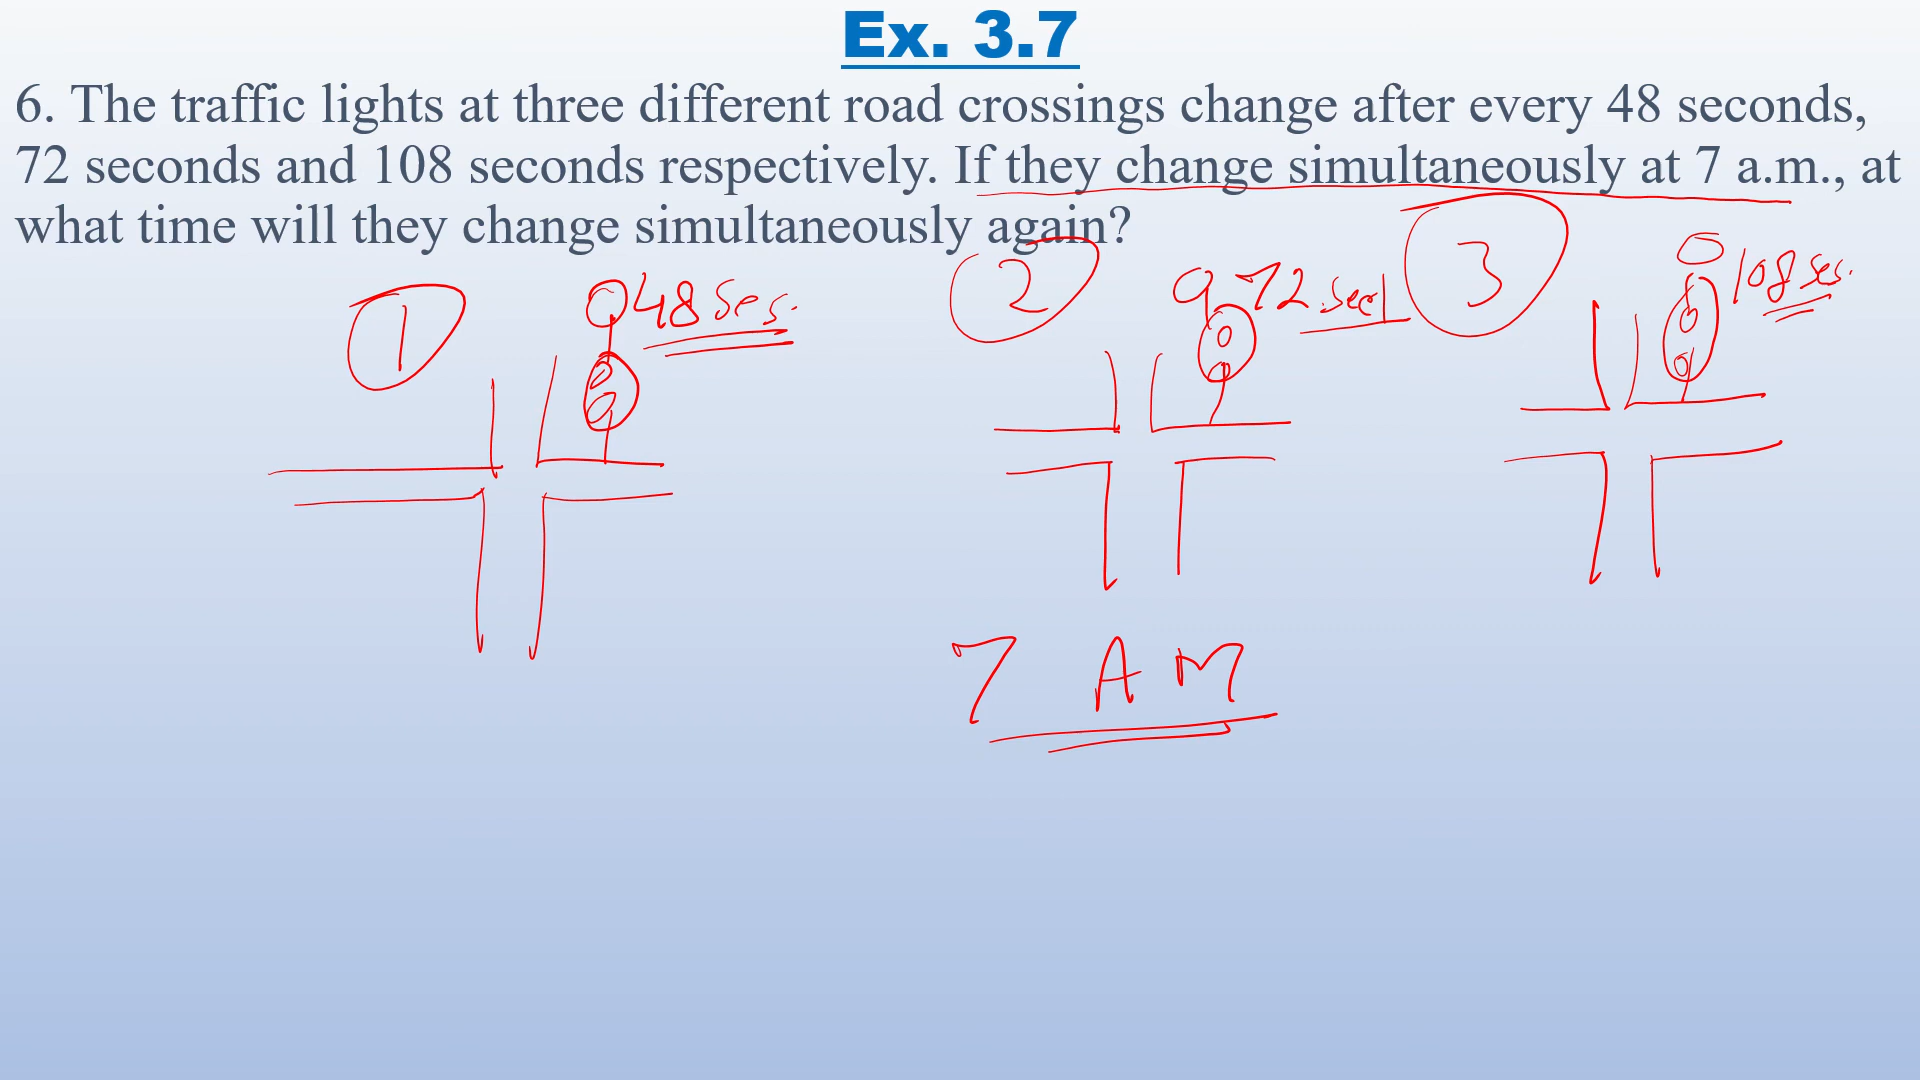 Ex. 3.7
6. The traffic lights at three different road crossings change after every 48 seconds,
72 seconds and 108 seconds respectively. If they change simultaneously at 7 a.m., at
what time will they change simultaneously again?
1
48 Sec.
2
72 sec
3
108 sec.
7 AM